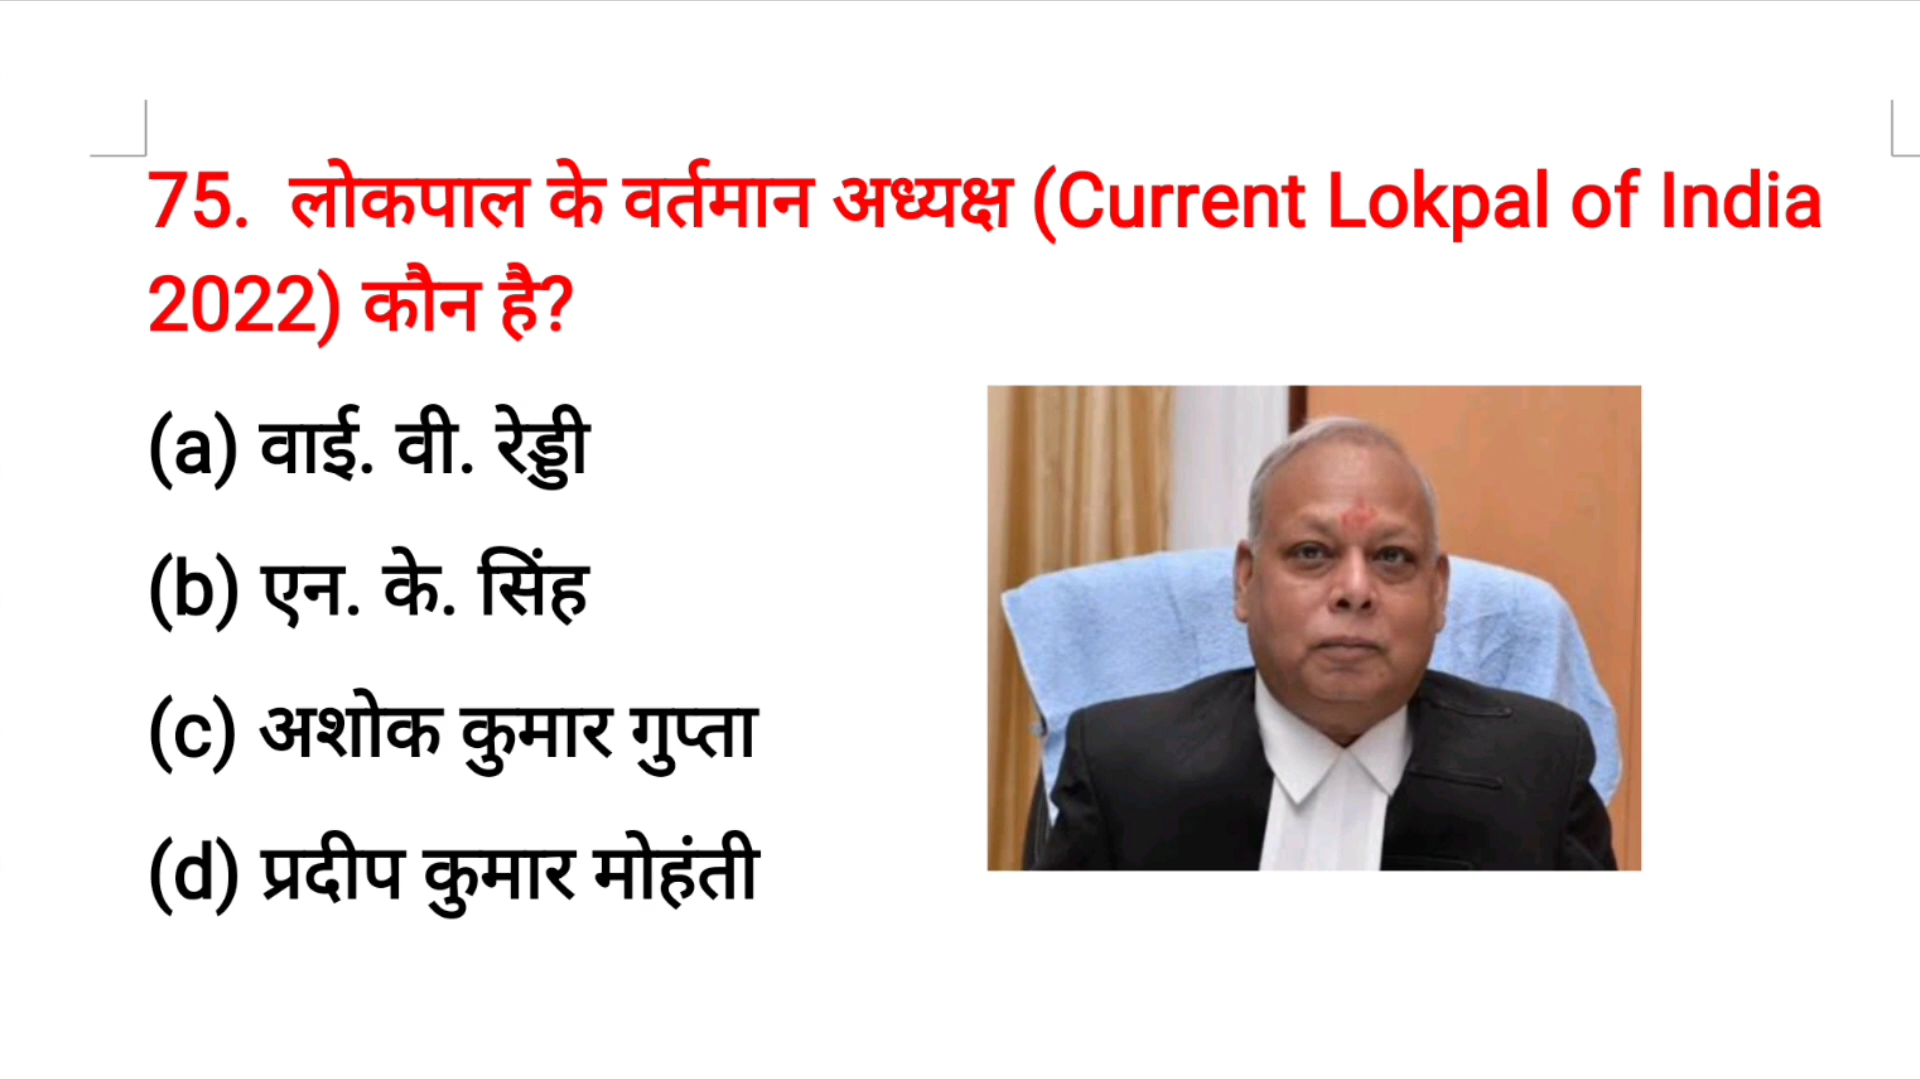 75. लोकपाल के वर्तमान अध्यक्ष (Current Lokpal of India
2022) कौन है?
(a) वाई. वी. रेड्डी
(b) एन. के. सिंह
(c) अशोक कुमार गुप्ता
(d) प्रदीप कुमार मोहंती